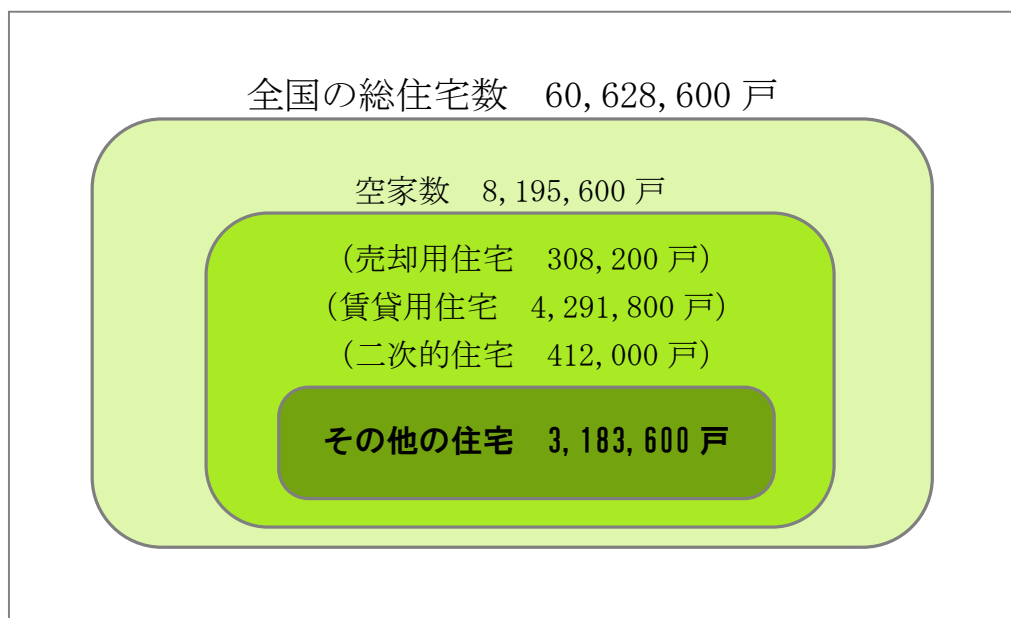 全国の総住宅数　60,628,600 戸
空家数　8,195,600 戸
（売却用住宅　308,200 戸）
（賃貸用住宅　4,291,800 戸）
（二次的住宅　412,000 戸）
その他の住宅　3,183,600 戸